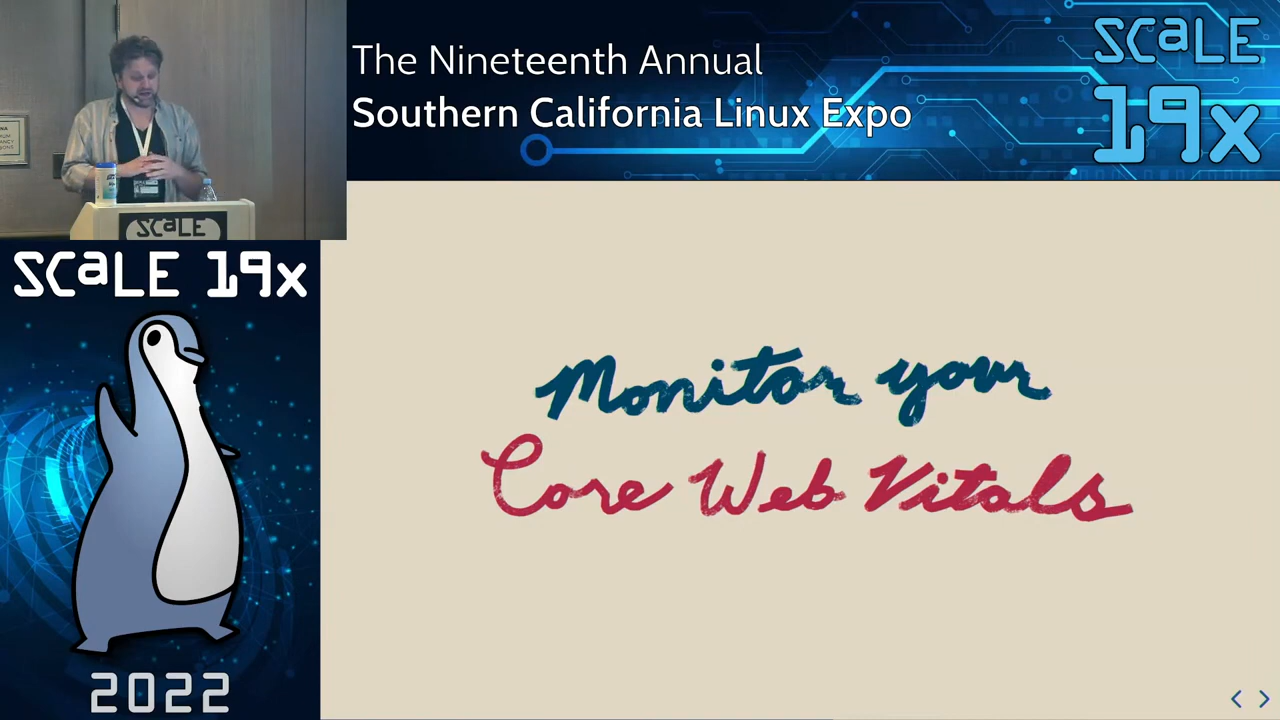 The Nineteenth Annual
Southern California Linux Expo
SCaLE
19x
SCaLE
SCaLE 19x
2022
Monitor your
Core Web Vitals